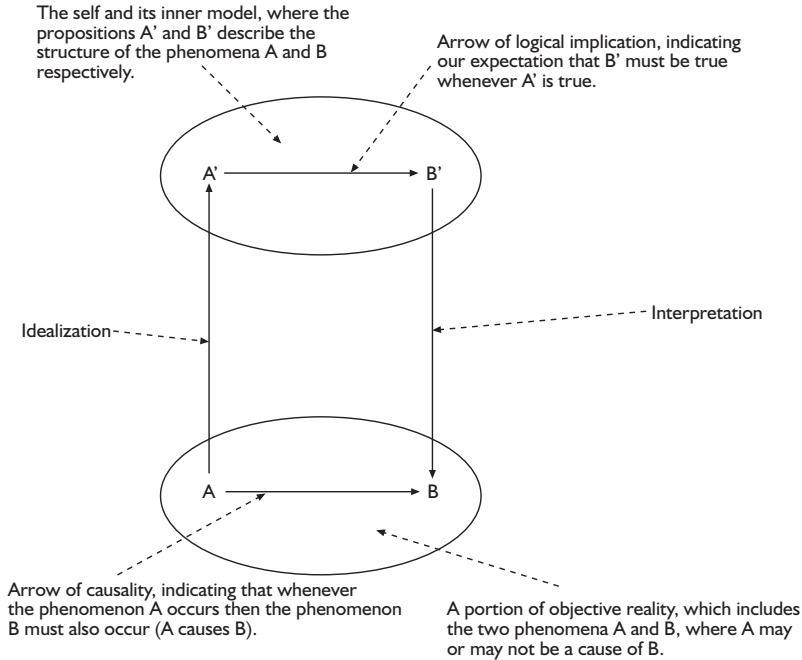 The self and its inner model, where the
propositions A’ and B’ describe the
structure of the phenomena A and B
respectively.
Arrow of logical implication, indicating
our expectation that B’ must be true
whenever A’ is true.
A’
B’
Idealization
Interpretation
A
B
Arrow of causality, indicating that whenever
the phenomenon A occurs then the phenomenon
B must also occur (A causes B).
A portion of objective reality, which includes
the two phenomena A and B, where A may
or may not be a cause of B.